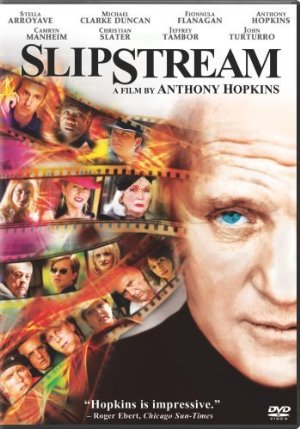 STELLA ARROYAVE
MICHAEL CLARKE DUNCAN
FIONNULA FLANAGAN
ANTHONY HOPKINS
CAMRYN MANHEIM
CHRISTIAN SLATER
JEFFREY TAMBOR
JOHN TURTURRO
SLIPSTREAM
A FILM BY ANTHONY HOPKINS
"Hopkins is impressive."
– Roger Ebert, Chicago Sun-Times
DVD
VIDEO